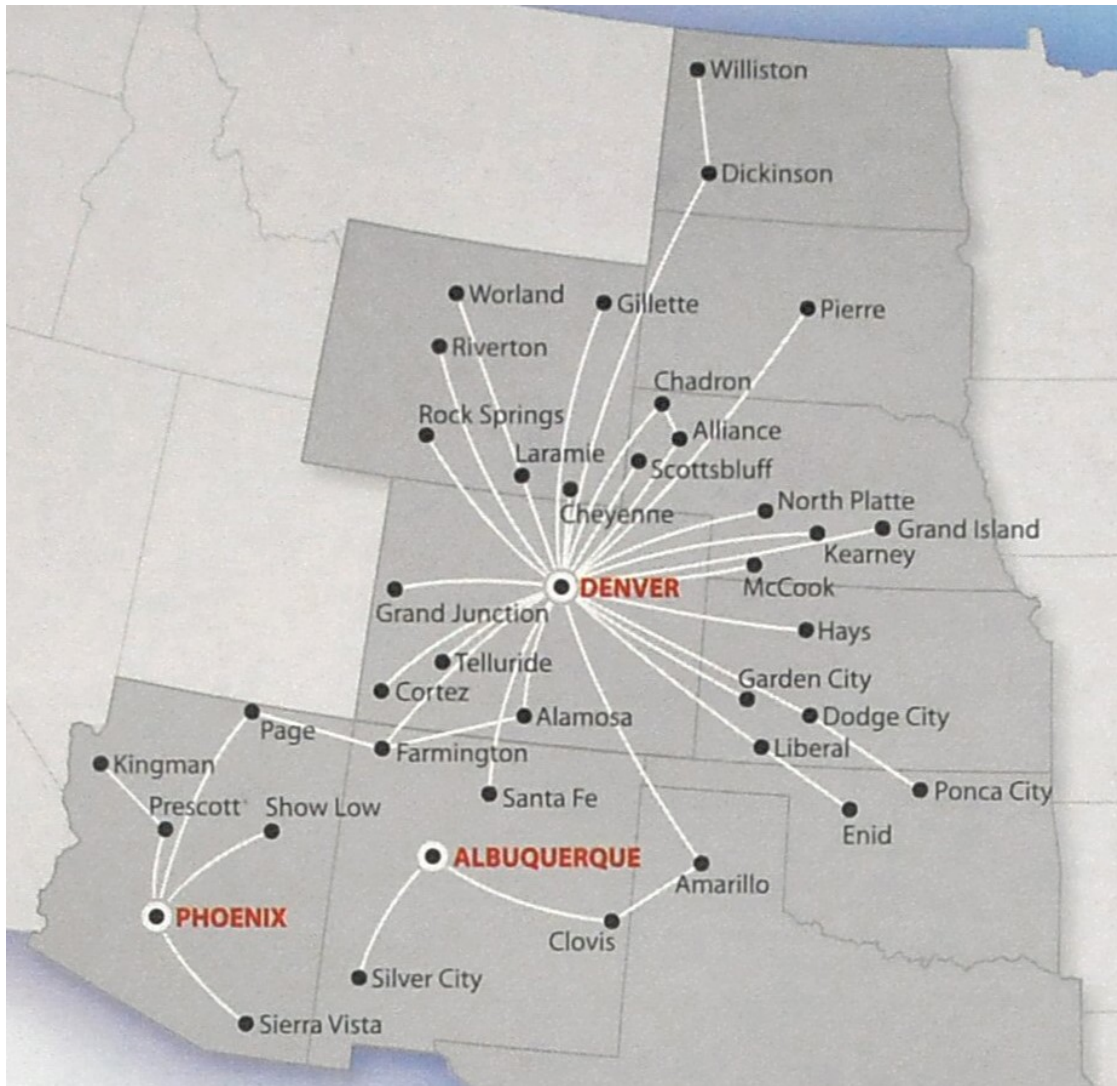 Williston
Dickinson
Worland
Gillette
Pierre
Riverton
Chadron
Rock Springs
Alliance
Laramie
Scottsbluff
North Platte
Cheyenne
Grand Island
Kearney
DENVER
McCook
Grand Junction
Hays
Telluride
Garden City
Cortez
Alamosa
Dodge City
Page
Farmington
Liberal
Kingman
Ponca City
Prescott
Show Low
Santa Fe
Enid
ALBUQUERQUE
Amarillo
PHOENIX
Clovis
Silver City
Sierra Vista